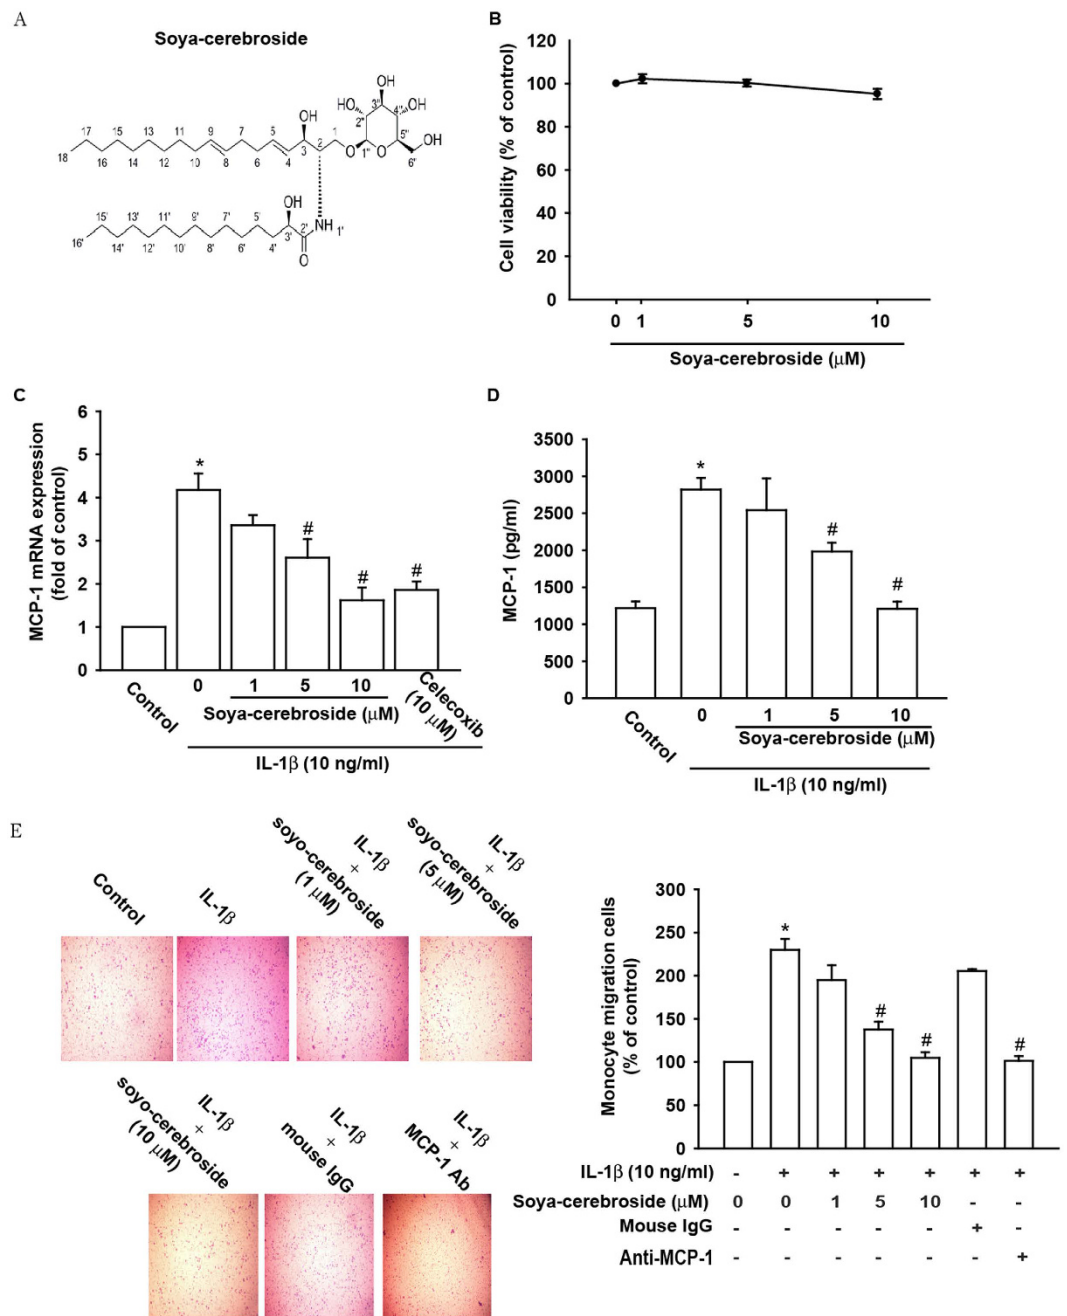 A
Soya-cerebroside
17 15 13 11 9 7 5 3 1
18 16 14 12 10 8 6 4 2
OH
OH
HO
OH
OH
O
O
1" 2" 3" 4" 5" 6"
15' 13' 11' 9' 7' 5' 3' 1'
16' 14' 12' 10' 8' 6' 4' 2'
OH
NH
O
B
Cell viability (% of control)
120
100
80
60
40
20
0
0 1 5 10
Soya-cerebroside (μM)
C
MCP-1 mRNA expression
(fold of control)
6
5
4
3
2
1
0
*
#
#
#
Control
0 1 5 10
Celecoxib
(10 μM)
Soya-cerebroside (μM)
IL-1β (10 ng/ml)
D
MCP-1 (pg/ml)
3500
3000
2500
2000
1500
1000
500
0
*
#
#
Control
0 1 5 10
Soya-cerebroside (μM)
IL-1β (10 ng/ml)
E
Control
IL-1β
IL-1β
+
soyo-cerebroside
(1 μM)
IL-1β
+
soyo-cerebroside
(5 μM)
IL-1β
+
soyo-cerebroside
(10 μM)
IL-1β
+
mouse IgG
IL-1β
+
MCP-1 Ab
Monocyte migration cells
(% of control)
300
250
200
150
100
50
0
*
#
#
#
IL-1β (10 ng/ml) - + + + + + +
Soya-cerebroside (μM) 0 0 1 5 10 - -
Mouse IgG - - - - - + -
Anti-MCP-1 - - - - - - +